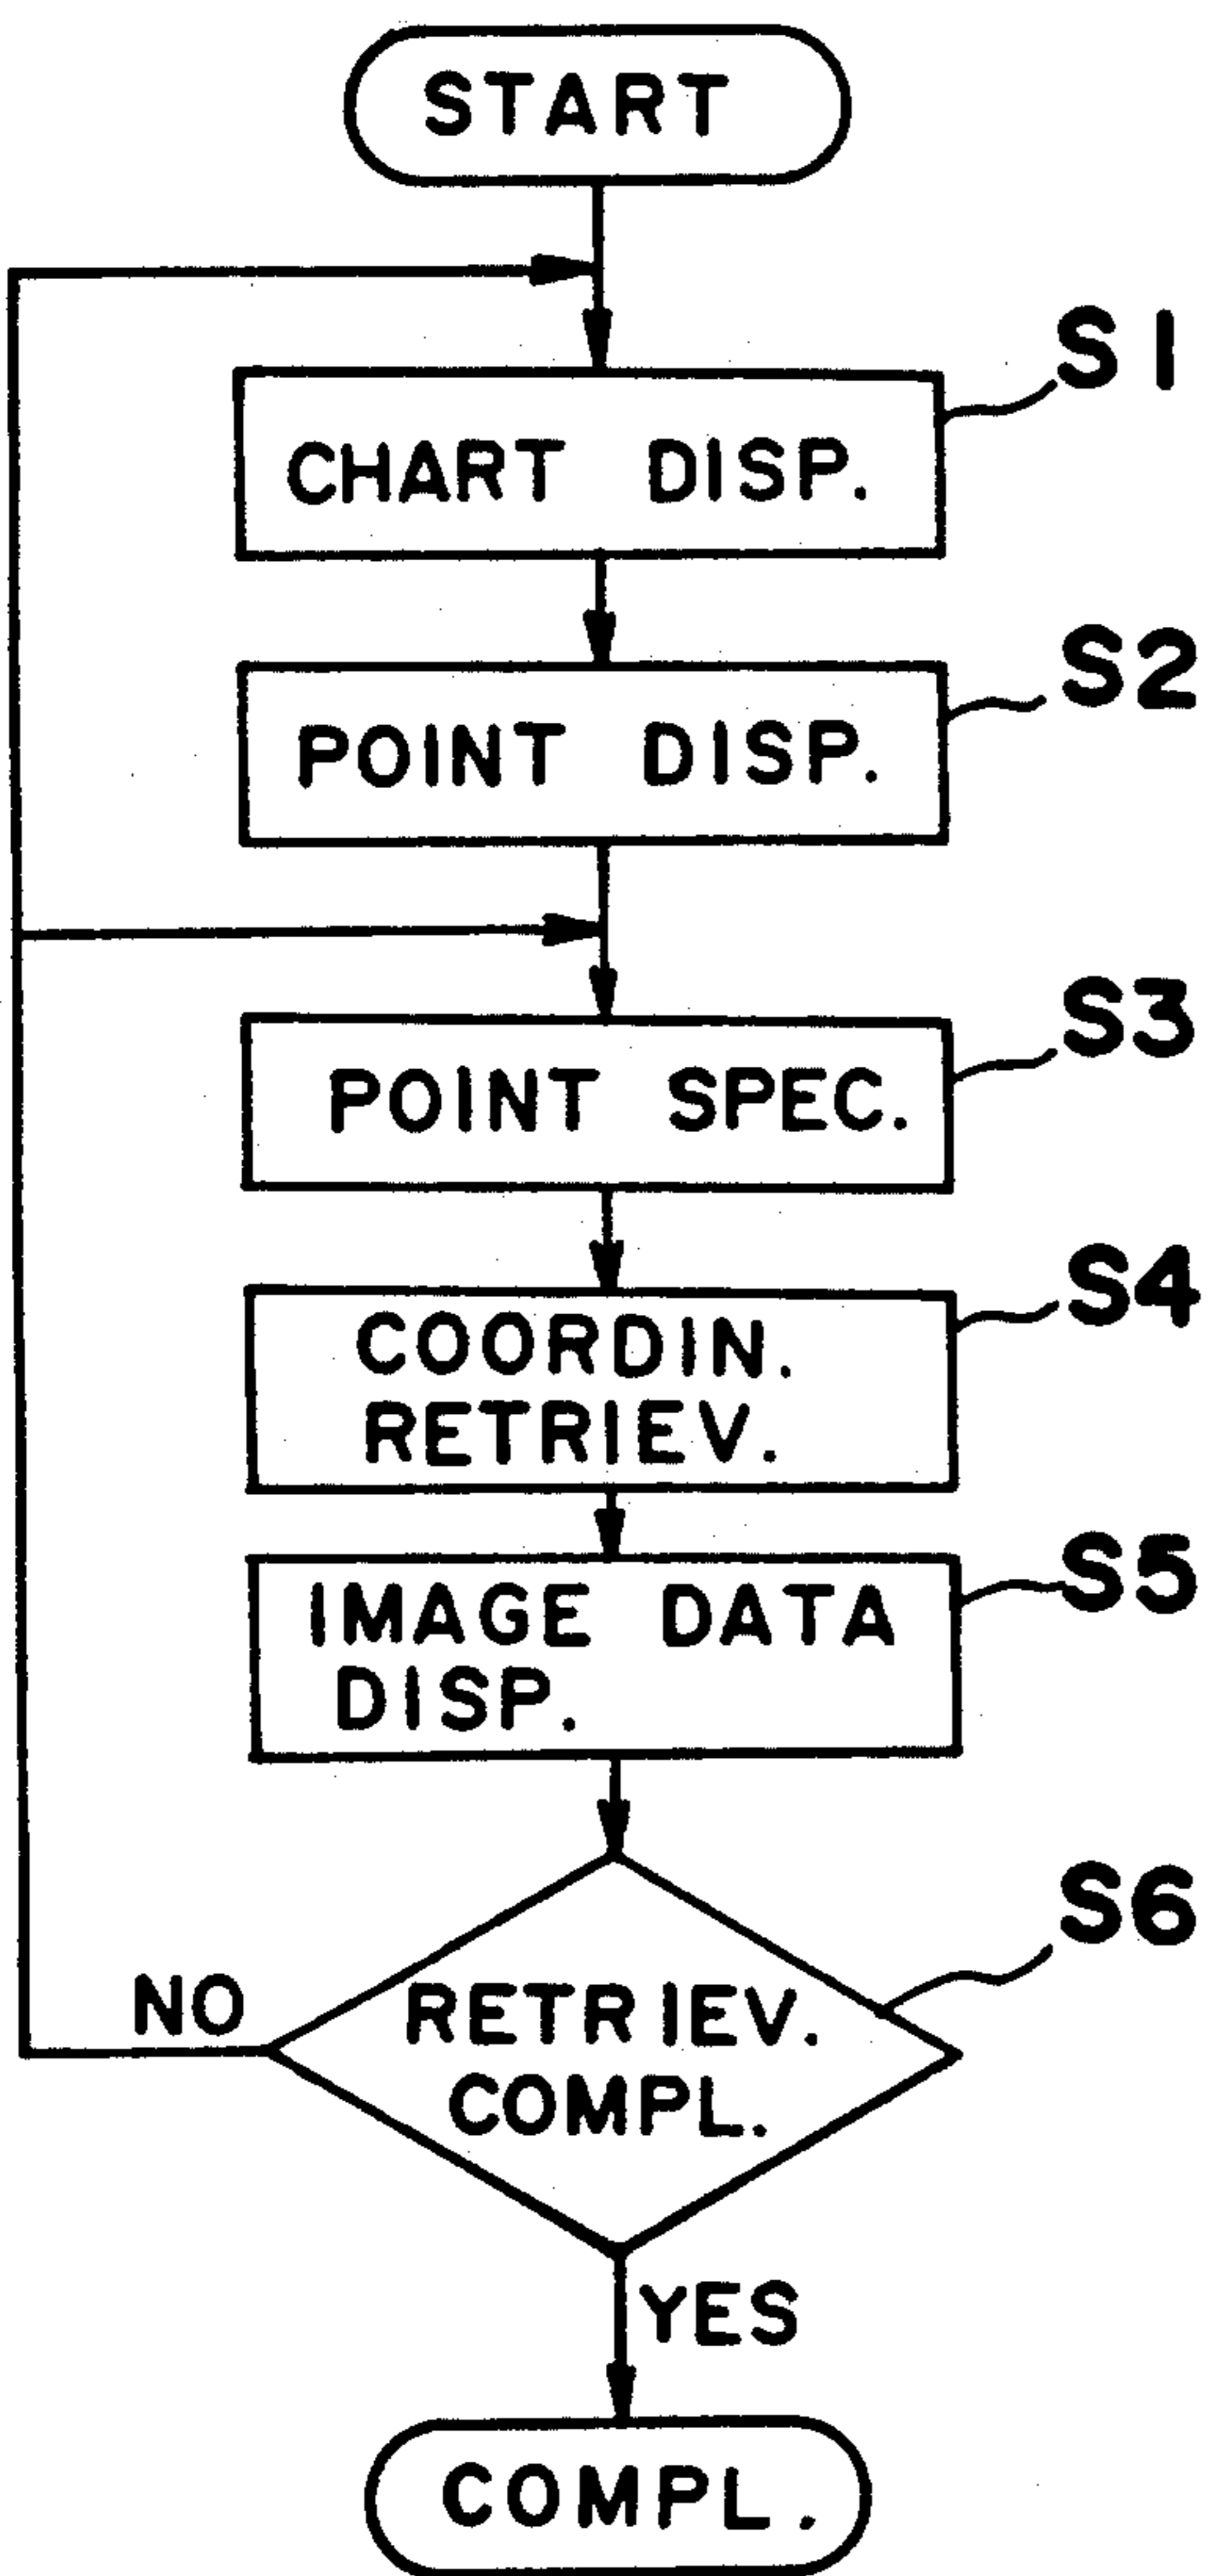 START
S1
CHART DISP.
S2
POINT DISP.
S3
POINT SPEC.
S4
COORDIN.
RETRIEV.
S5
IMAGE DATA
DISP.
S6
NO
RETRIEV.
COMPL.
YES
COMPL.